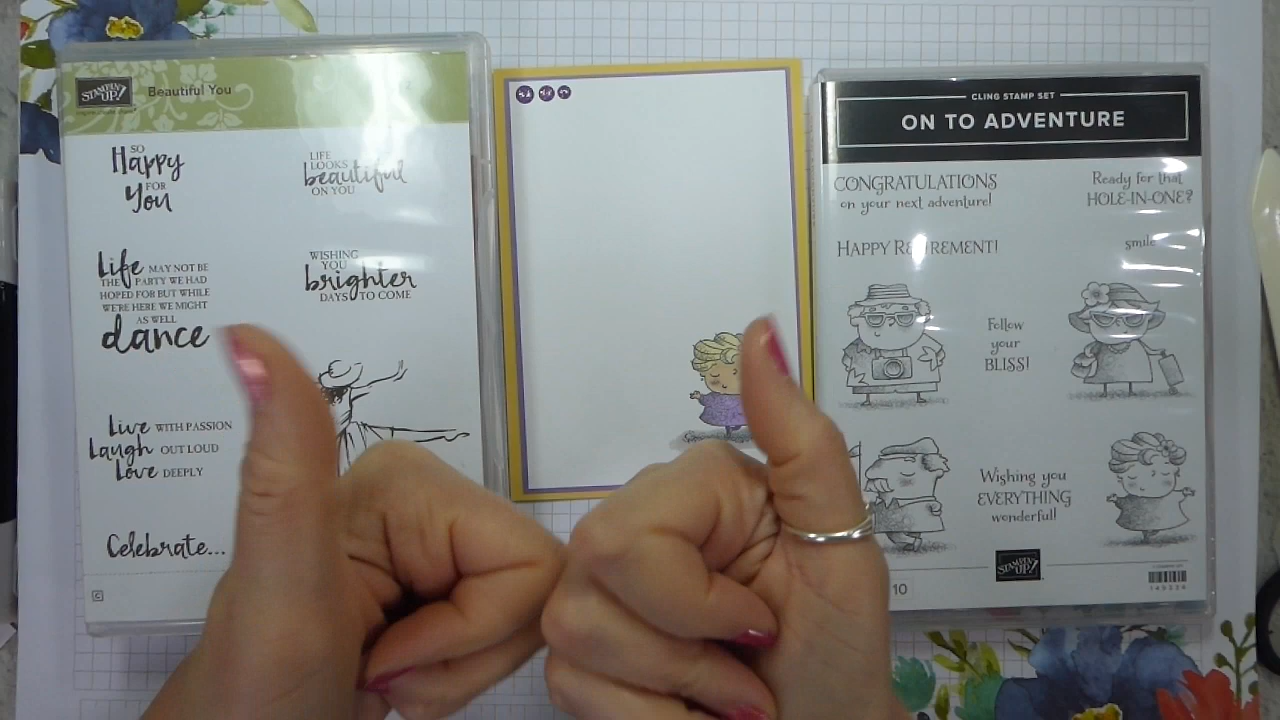 STAMPIN' UP!
Beautiful You
SO
Happy
FOR
You
LIFE
LOOKS
beautiful
ON YOU
Life MAY NOT BE
THE PARTY WE HAD
HOPED FOR BUT WHILE
WE'RE HERE WE MIGHT
AS WELL
dance
WISHING
YOU
brighter
DAYS TO COME
Live WITH PASSION
Laugh OUT LOUD
Love DEEPLY
Celebrate...
CLING STAMP SET
ON TO ADVENTURE
CONGRATULATIONS
on your next adventure!
Ready for that
HOLE-IN-ONE?
HAPPY RETIREMENT!
smile
Follow
your
BLISS!
Wishing you
EVERYTHING
wonderful!
STAMPIN' UP!
10